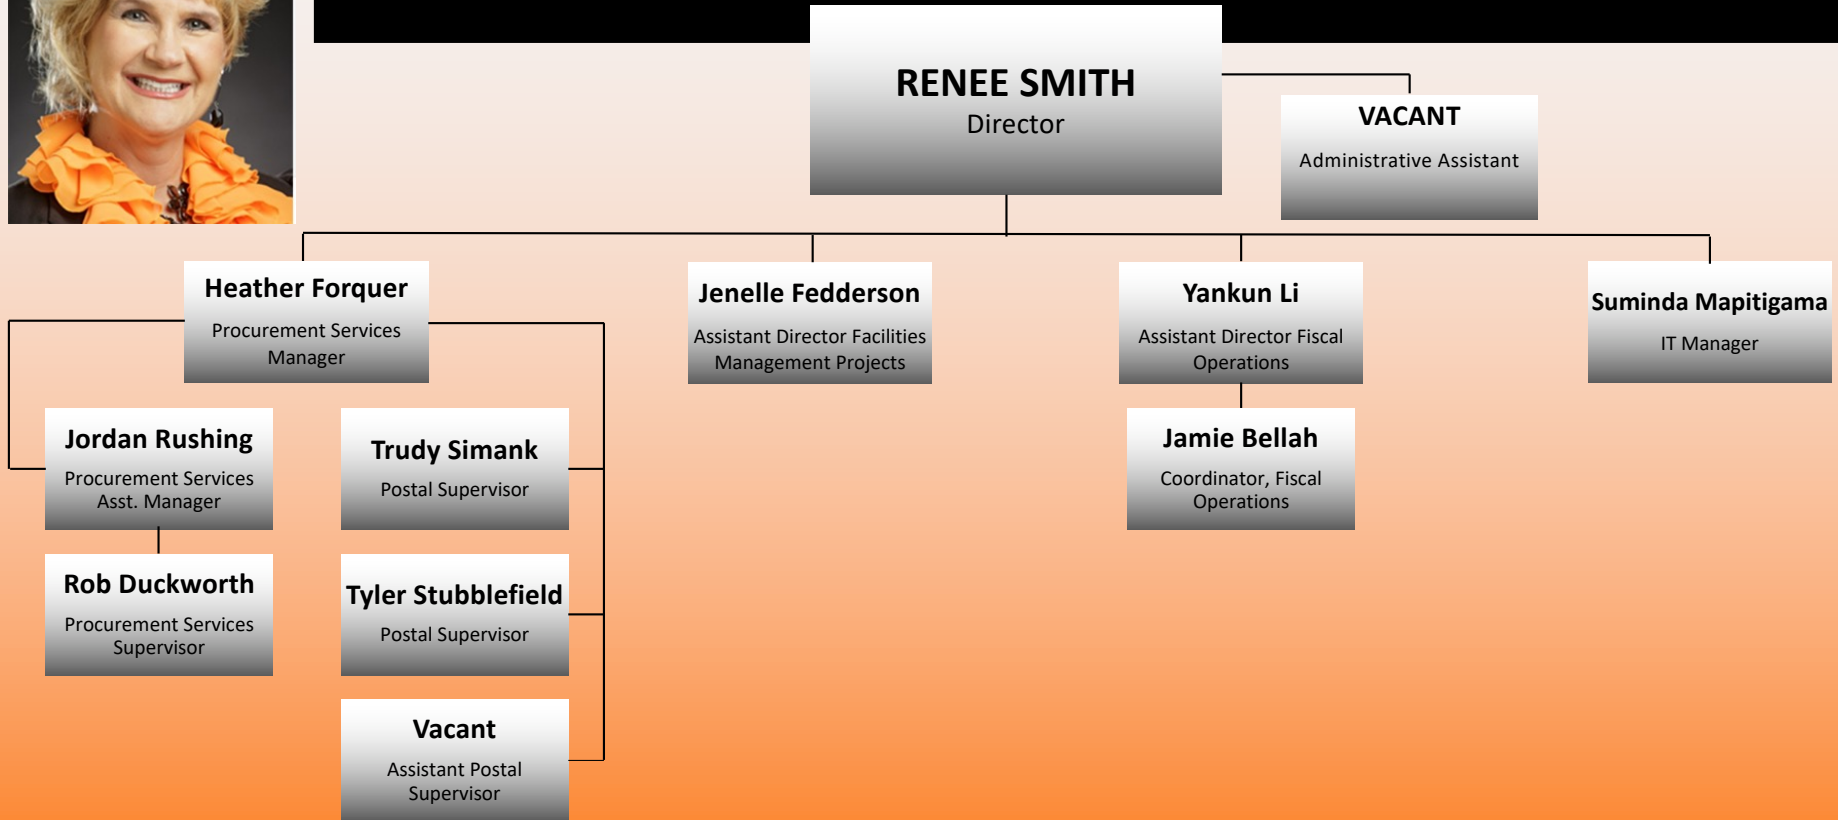 RENEE SMITH
Director
VACANT
Administrative Assistant
Heather Forquer
Procurement Services
Manager
Jenelle Fedderson
Assistant Director Facilities
Management Projects
Yankun Li
Assistant Director Fiscal
Operations
Suminda Mapitigama
IT Manager
Jordan Rushing
Procurement Services
Asst. Manager
Trudy Simank
Postal Supervisor
Jamie Bellah
Coordinator, Fiscal
Operations
Rob Duckworth
Procurement Services
Supervisor
Tyler Stubblefield
Postal Supervisor
Vacant
Assistant Postal
Supervisor